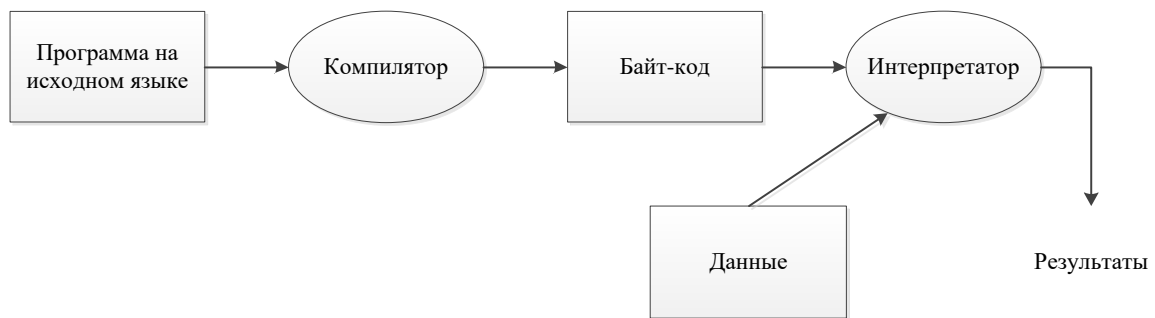 Программа на
исходном языке
Компилятор
Байт-код
Интерпретатор
Данные
Результаты